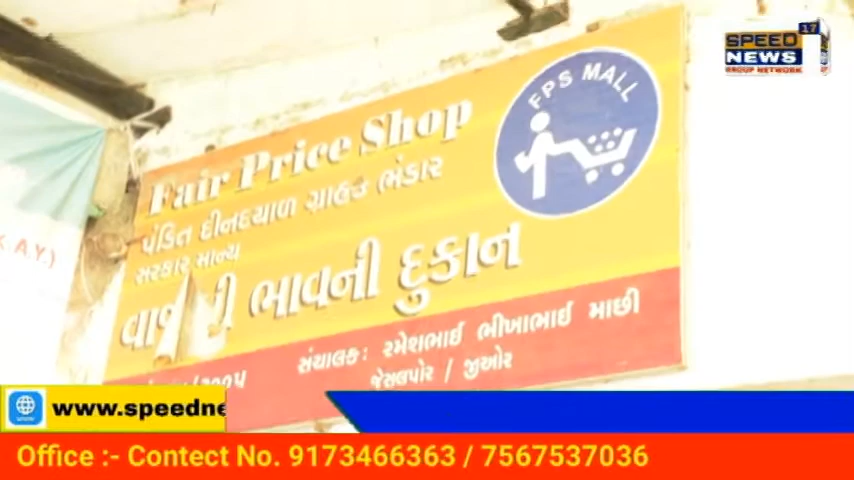 SPEED 17
NEWS
GROUP NETWORK
FPS MALL
Fair Price Shop
પંડિત દીનદયાળ ગ્રાહક ભંડાર
સરકાર માન્ય
ભાવની દુકાન
સંચાલક: રમેશભાઈ ભીખાભાઈ માછી
જેસલપોર / જીઓર
A.Y.)
www.speedne
Office :- Contect No. 9173466363 / 7567537036